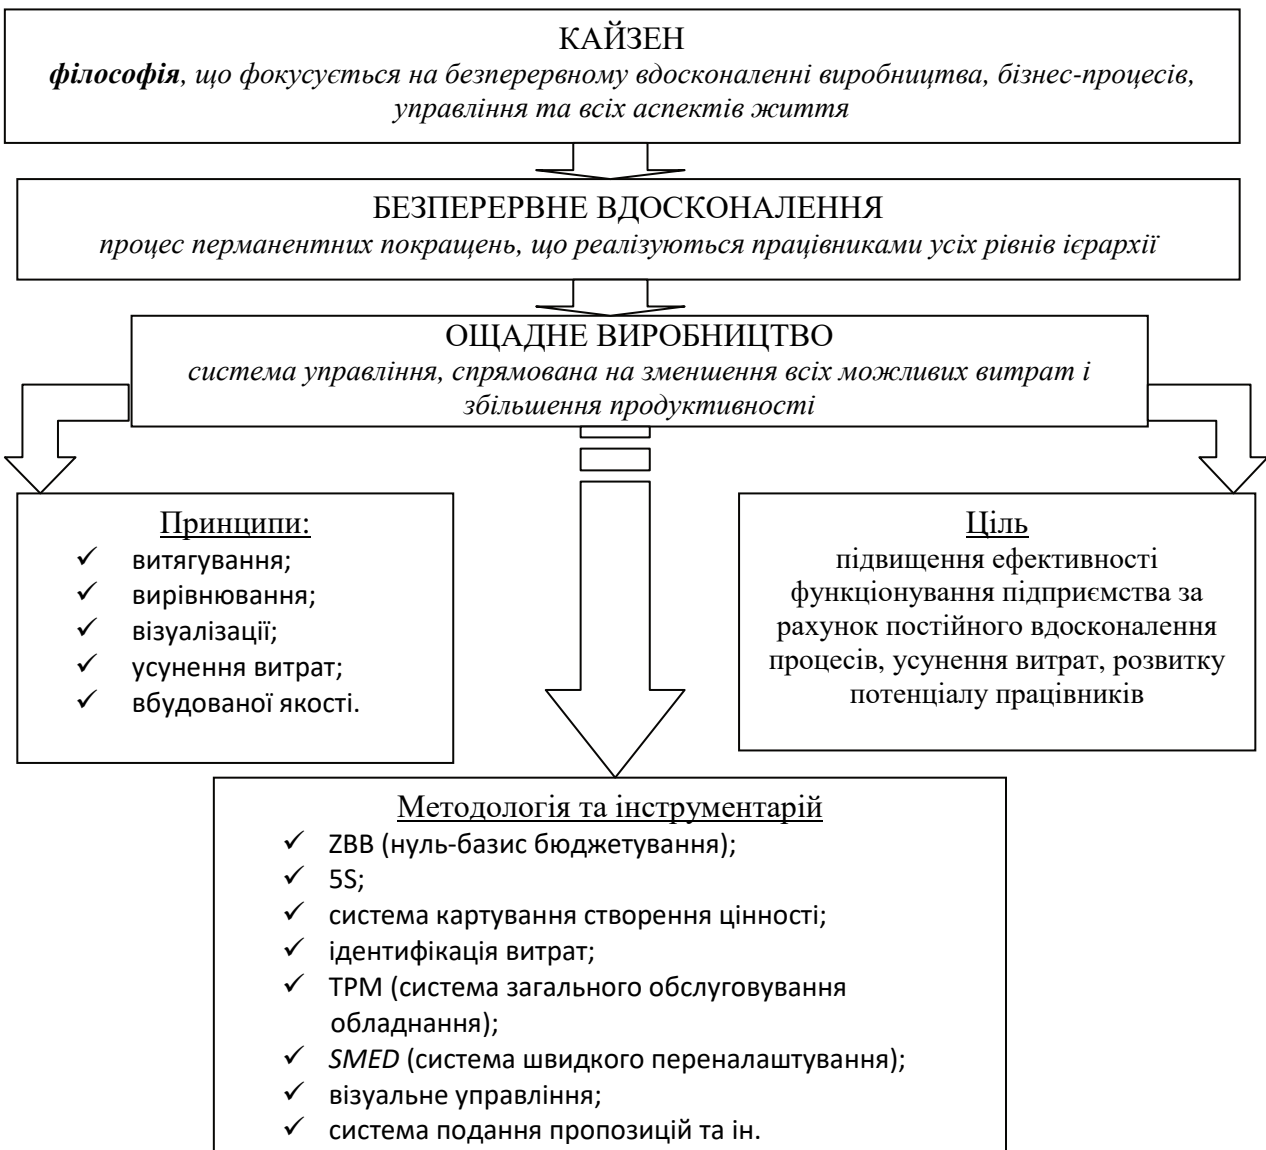 КАЙЗЕН
філософія, що фокусується на безперервному вдосконаленні виробництва, бізнес-процесів,
управління та всіх аспектів життя
БЕЗПЕРЕРВНЕ ВДОСКОНАЛЕННЯ
процес перманентних покращень, що реалізуються працівниками усіх рівнів ієрархії
ОЩАДНЕ ВИРОБНИЦТВО
система управління, спрямована на зменшення всіх можливих витрат і
збільшення продуктивності
Принципи:
✓ витягування;
✓ вирівнювання;
✓ візуалізації;
✓ усунення витрат;
✓ вбудованої якості.
Ціль
підвищення ефективності
функціонування підприємства за
рахунок постійного вдосконалення
процесів, усунення витрат, розвитку
потенціалу працівників
Методологія та інструментарій
✓ ZBB (нуль-базис бюджетування);
✓ 5S;
✓ система картування створення цінності;
✓ ідентифікація витрат;
✓ TPM (система загального обслуговування
обладнання);
✓ SMED (система швидкого переналаштування);
✓ візуальне управління;
✓ система подання пропозицій та ін.